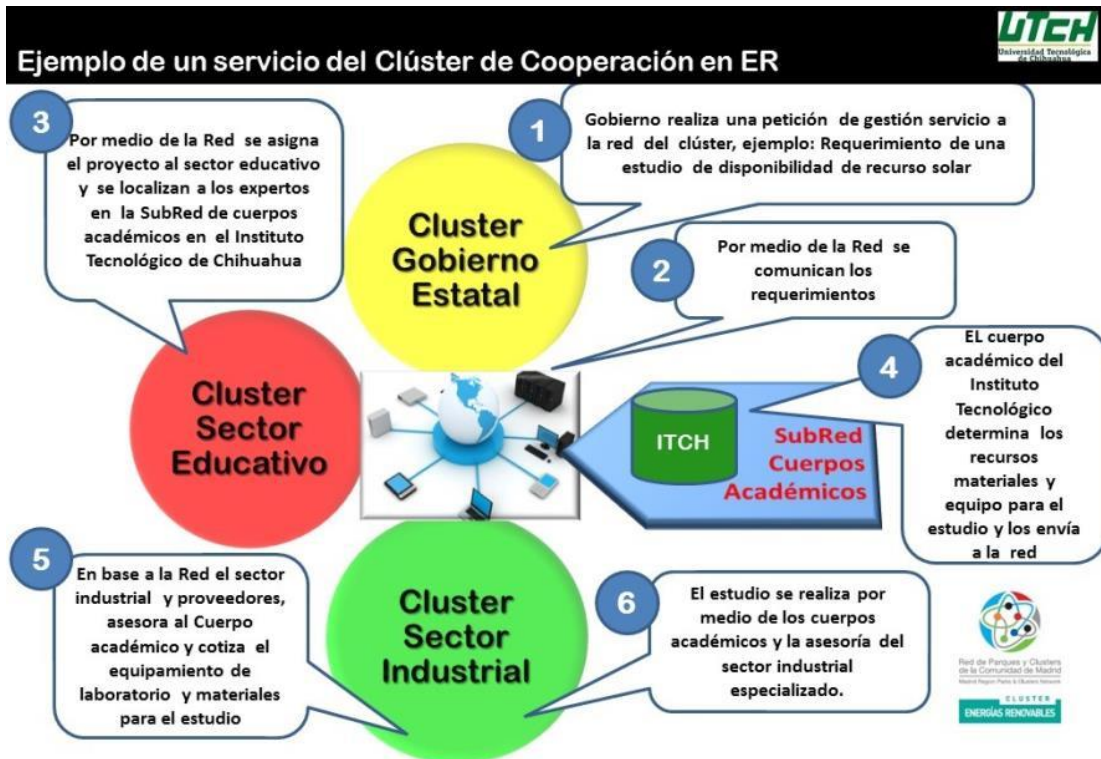 Ejemplo de un servicio del Clúster de Cooperación en ER
UTCH
Universidad Tecnológica
de Chihuahua
1
Gobierno realiza una petición de gestión servicio a
la red del clúster, ejemplo: Requerimiento de una
estudio de disponibilidad de recurso solar
Cluster
Gobierno
Estatal
2
Por medio de la Red se
comunican los
requerimientos
3
Por medio de la Red se asigna
el proyecto al sector educativo
y se localizan a los expertos
en la SubRed de cuerpos
académicos en el Instituto
Tecnológico de Chihuahua
Cluster
Sector
Educativo
4
EL cuerpo
académico del
Instituto
Tecnológico
determina los
recursos
materiales y
equipo para el
estudio y los envía
a la red
ITCH
SubRed
Cuerpos
Académicos
5
En base a la Red el sector
industrial y proveedores,
asesora al Cuerpo
académico y cotiza el
equipamiento de
laboratorio y materiales
para el estudio
Cluster
Sector
Industrial
6
El estudio se realiza por
medio de los cuerpos
académicos y la asesoría del
sector industrial
especializado.
Red de Parques y Clusters
de la Comunidad de Madrid
Madrid Region Parks & Clusters Network
CLUSTER
ENERGÍAS RENOVABLES